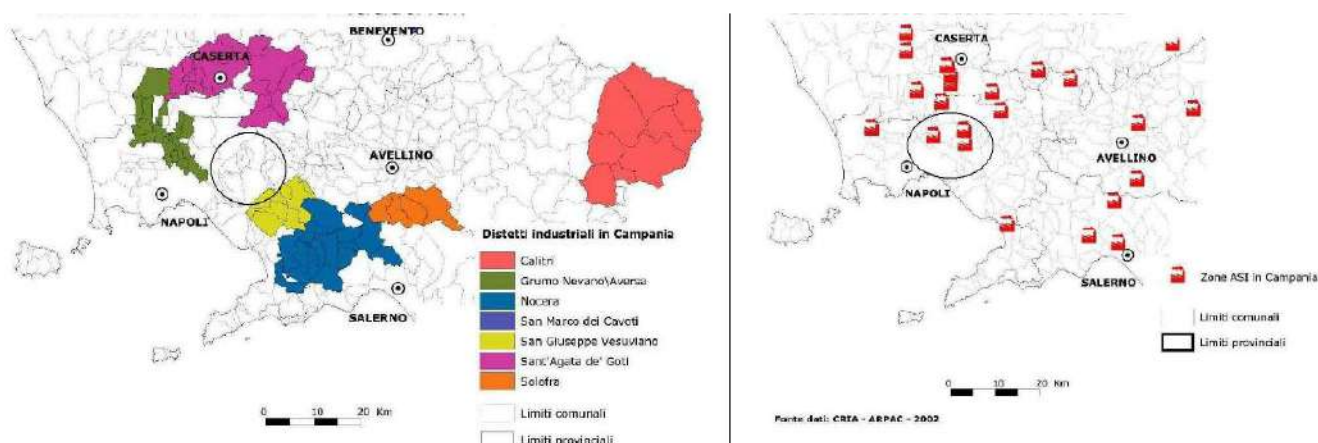 BENEVENTO
CASERTA
AVELLINO
NAPOLI
SALERNO
Distetti industriali in Campania
Calitri
Grumo Nevano\Aversa
Nocera
San Marco dei Cavoti
San Giuseppe Vesuviano
Sant'Agata de' Goti
Solofra
Limiti comunali
Limiti provinciali
0 10 20 Km
CASERTA
AVELLINO
NAPOLI
SALERNO
Zone ASI in Campania
Limiti comunali
Limiti provinciali
0 10 20 Km
Fonte dati: CRIA - ARPAC - 2002